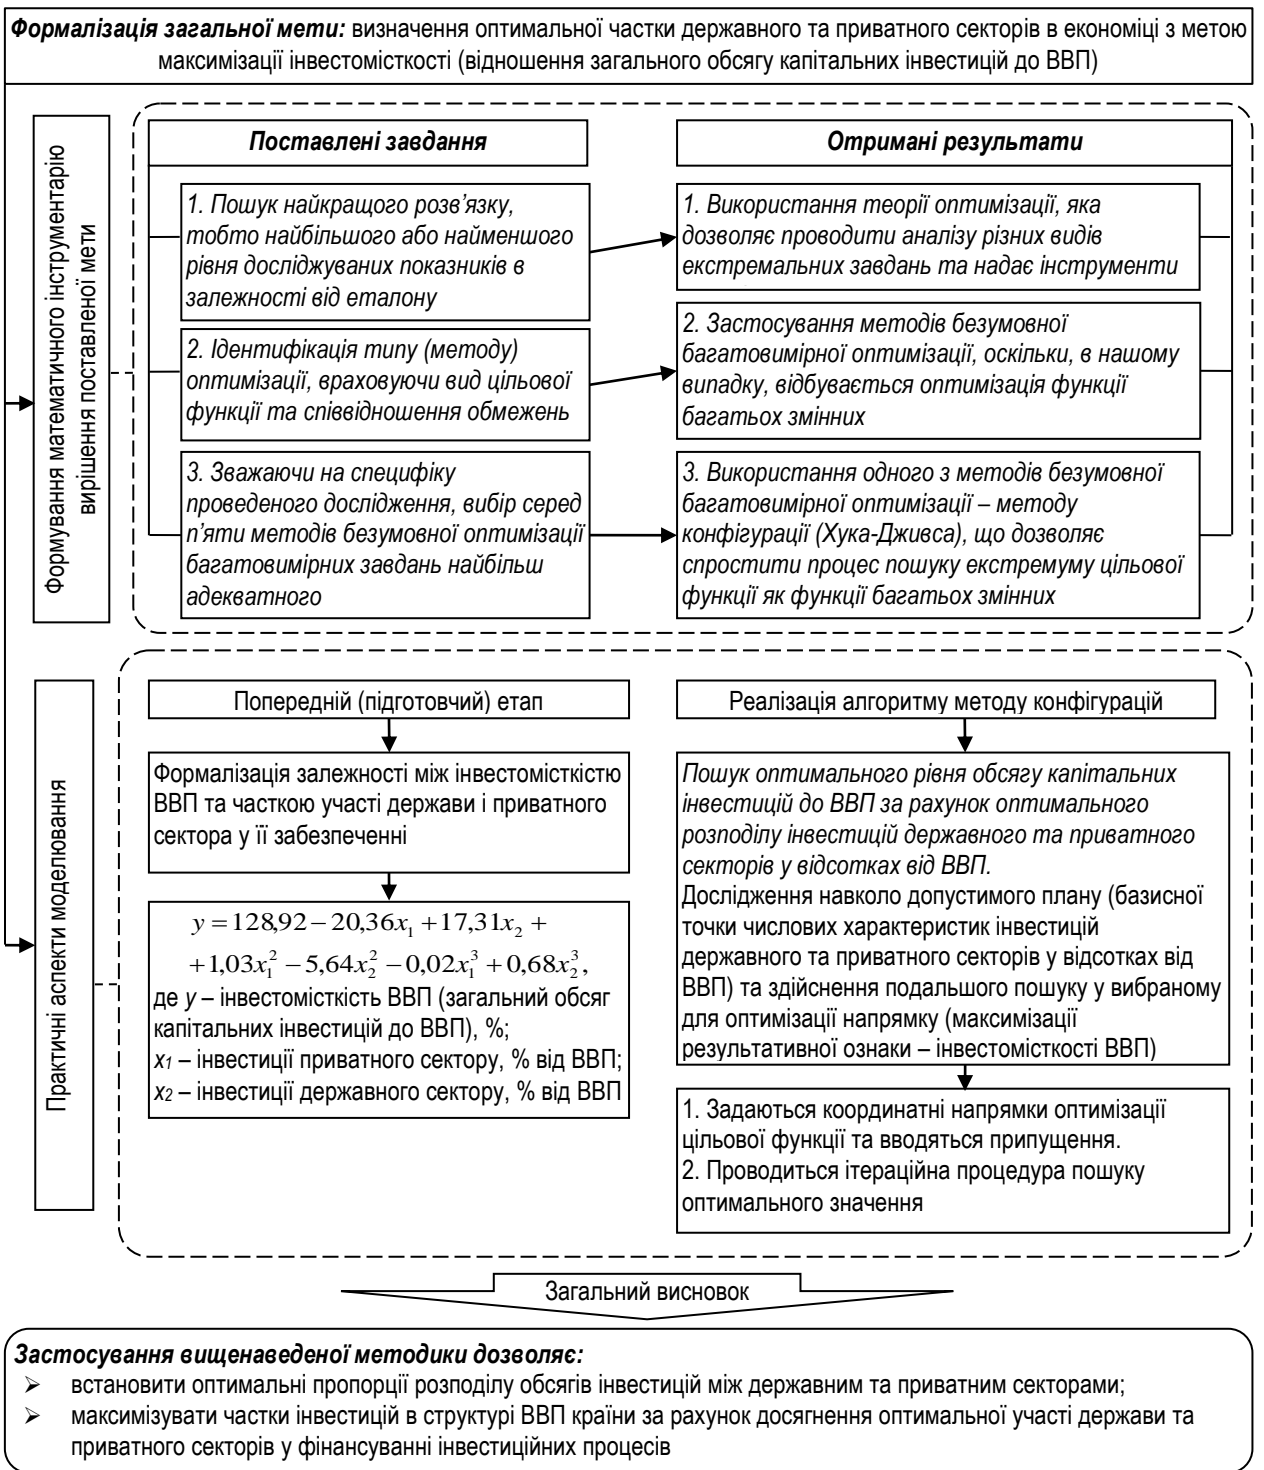 Формалізація загальної мети: визначення оптимальної частки державного та приватного секторів в економіці з метою
максимізації інвестомісткості (відношення загального обсягу капітальних інвестицій до ВВП)
Формування математичного інструментарію
вирішення поставленої мети
Поставлені завдання
1. Пошук найкращого розв’язку,
тобто найбільшого або найменшого
рівня досліджуваних показників в
залежності від еталону
2. Ідентифікація типу (методу)
оптимізації, враховуючи вид цільової
функції та співвідношення обмежень
3. Зважаючи на специфіку
проведеного дослідження, вибір серед
п’яти методів безумовної оптимізації
багатовимірних завдань найбільш
адекватного
Отримані результати
1. Використання теорії оптимізації, яка
дозволяє проводити аналізу різних видів
екстремальних завдань та надає інструменти
2. Застосування методів безумовної
багатовимірної оптимізації, оскільки, в нашому
випадку, відбувається оптимізація функції
багатьох змінних
3. Використання одного з методів безумовної
багатовимірної оптимізації – методу
конфігурації (Хука-Дживса), що дозволяє
спростити процес пошуку екстремуму цільової
функції як функції багатьох змінних
Практичні аспекти моделювання
Попередній (підготовчий) етап
Формалізація залежності між інвестомісткістю
ВВП та часткою участі держави і приватного
сектора у її забезпеченні
y = 128,92 – 20,36x₁ + 17,31x₂ +
+ 1,03x₁² – 5,64x₂² – 0,02x₁³ + 0,68x₂³,
де y – інвестомісткість ВВП (загальний обсяг
капітальних інвестицій до ВВП), %;
x₁ – інвестиції приватного сектору, % від ВВП;
x₂ – інвестиції державного сектору, % від ВВП
Реалізація алгоритму методу конфігурацій
Пошук оптимального рівня обсягу капітальних
інвестицій до ВВП за рахунок оптимального
розподілу інвестицій державного та приватного
секторів у відсотках від ВВП.
Дослідження навколо допустимого плану (базисної
точки числових характеристик інвестицій
державного та приватного секторів у відсотках від
ВВП) та здійснення подальшого пошуку у вибраному
для оптимізації напрямку (максимізації
результативної ознаки – інвестомісткості ВВП)
1. Задаються координатні напрямки оптимізації
цільової функції та вводяться припущення.
2. Проводиться ітераційна процедура пошуку
оптимального значення
Загальний висновок
Застосування вищенаведеної методики дозволяє:
➢ встановити оптимальні пропорції розподілу обсягів інвестицій між державним та приватним секторами;
➢ максимізувати частки інвестицій в структурі ВВП країни за рахунок досягнення оптимальної участі держави та
приватного секторів у фінансуванні інвестиційних процесів